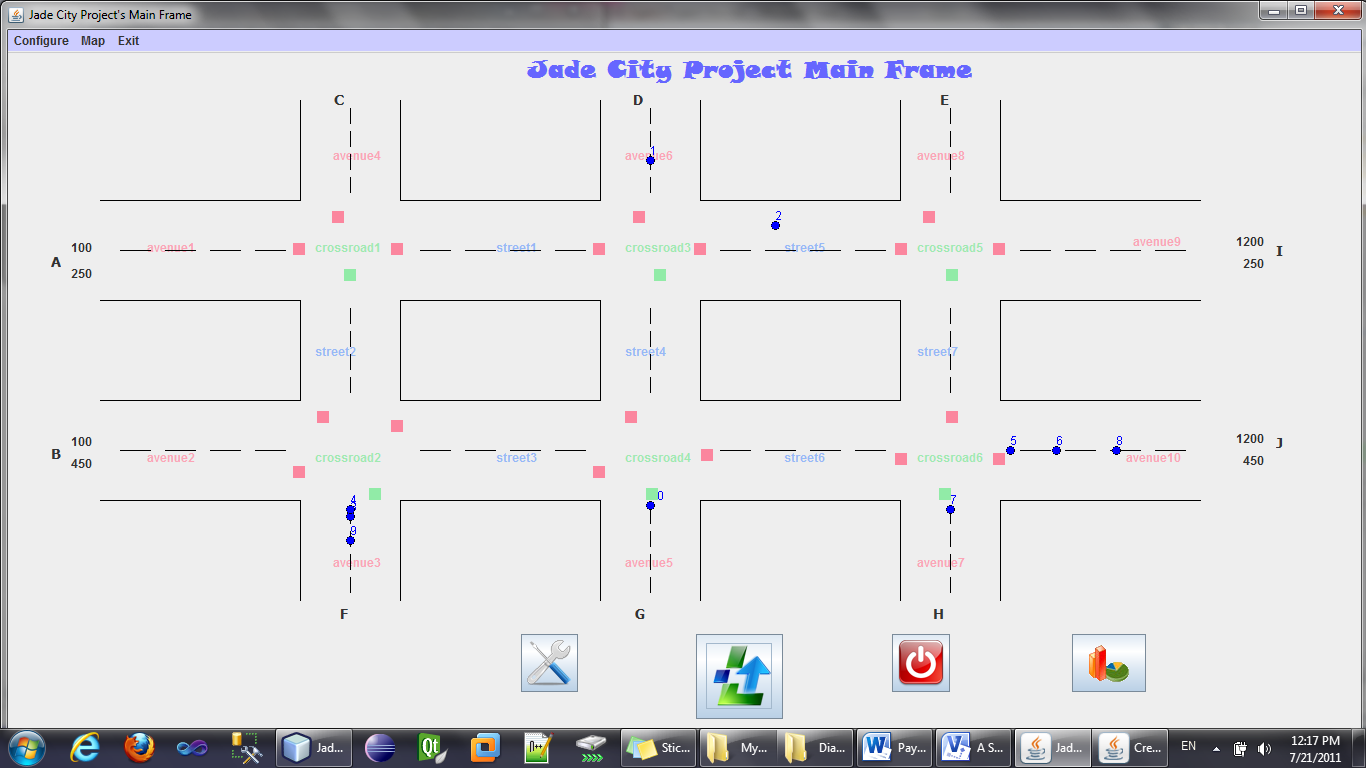 Jade City Project's Main Frame
Configure Map Exit
Jade City Project Main Frame
C D E
1
avenue4 avenue6 avenue8
2
100 avenue1 crossroad1 street1 crossroad3 street5 crossroad5 avenue9 1200
A I
250 250
street2 street4 street7
100 1200
5 6 8
B J
450 avenue2 crossroad2 street3 crossroad4 street6 crossroad6 avenue10 450
4 0 7
9
avenue3 avenue5 avenue7
F G H
Jad... Stic... My... Dia... Pay... A S... Jad... Cre... EN 12:17 PM
7/21/2011